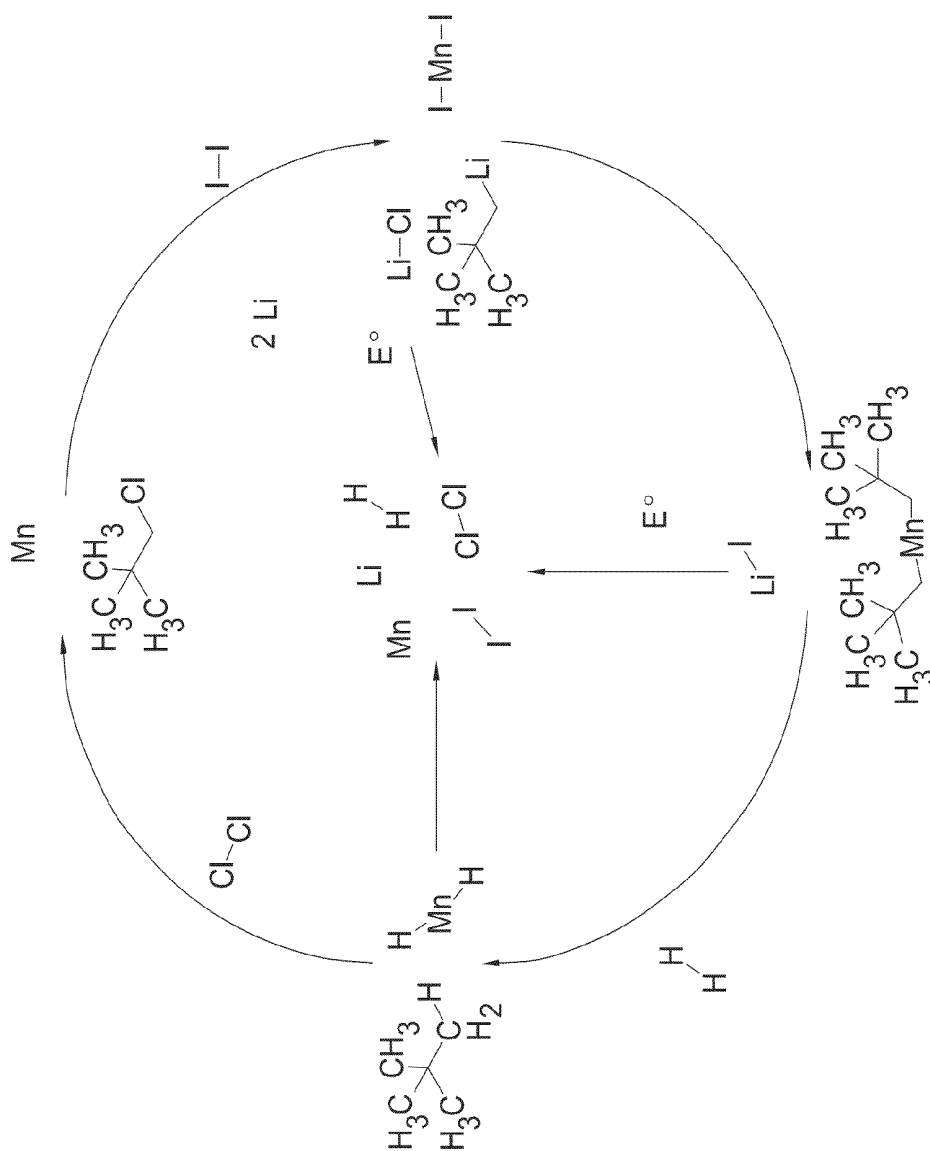 Mn
H3C CH3
H3C Cl
Cl-Cl
I-I
2 Li
Mn Li H-H
I-I Cl-Cl
E°
Li-Cl
H3C CH3
H3C Li
I-Mn-I
H3C CH3 H
H3C C
H2
H Mn H
E°
Li-I
H-H
H3C CH3 H3C CH3
H3C Mn CH3